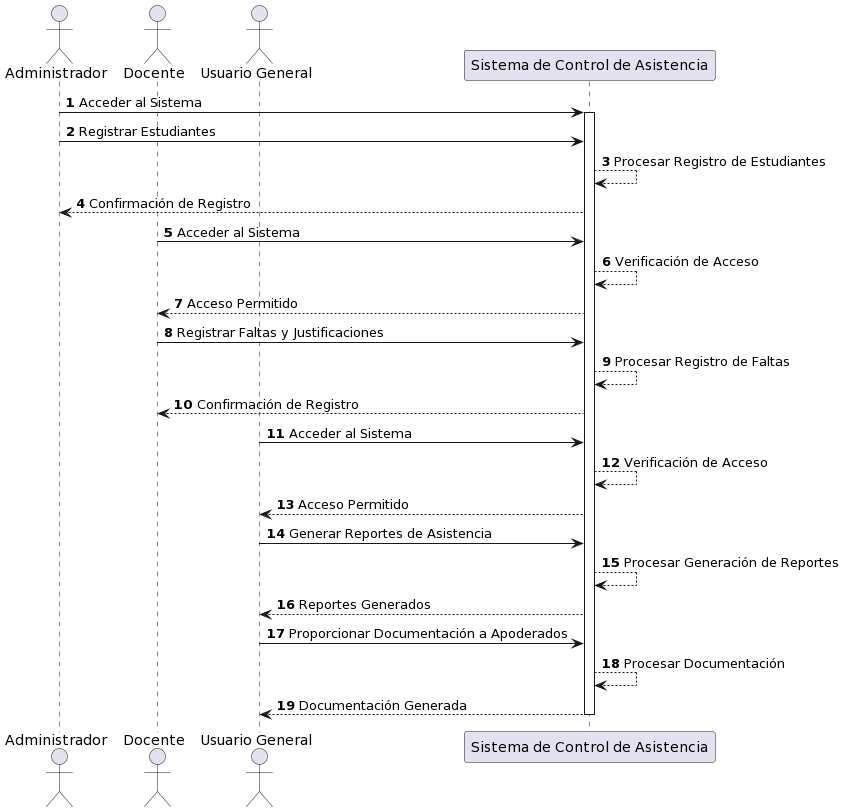 Administrador
Docente
Usuario General
Sistema de Control de Asistencia
1 Acceder al Sistema
2 Registrar Estudiantes
3 Procesar Registro de Estudiantes
4 Confirmación de Registro
5 Acceder al Sistema
6 Verificación de Acceso
7 Acceso Permitido
8 Registrar Faltas y Justificaciones
9 Procesar Registro de Faltas
10 Confirmación de Registro
11 Acceder al Sistema
12 Verificación de Acceso
13 Acceso Permitido
14 Generar Reportes de Asistencia
15 Procesar Generación de Reportes
16 Reportes Generados
17 Proporcionar Documentación a Apoderados
18 Procesar Documentación
19 Documentación Generada
Administrador
Docente
Usuario General
Sistema de Control de Asistencia